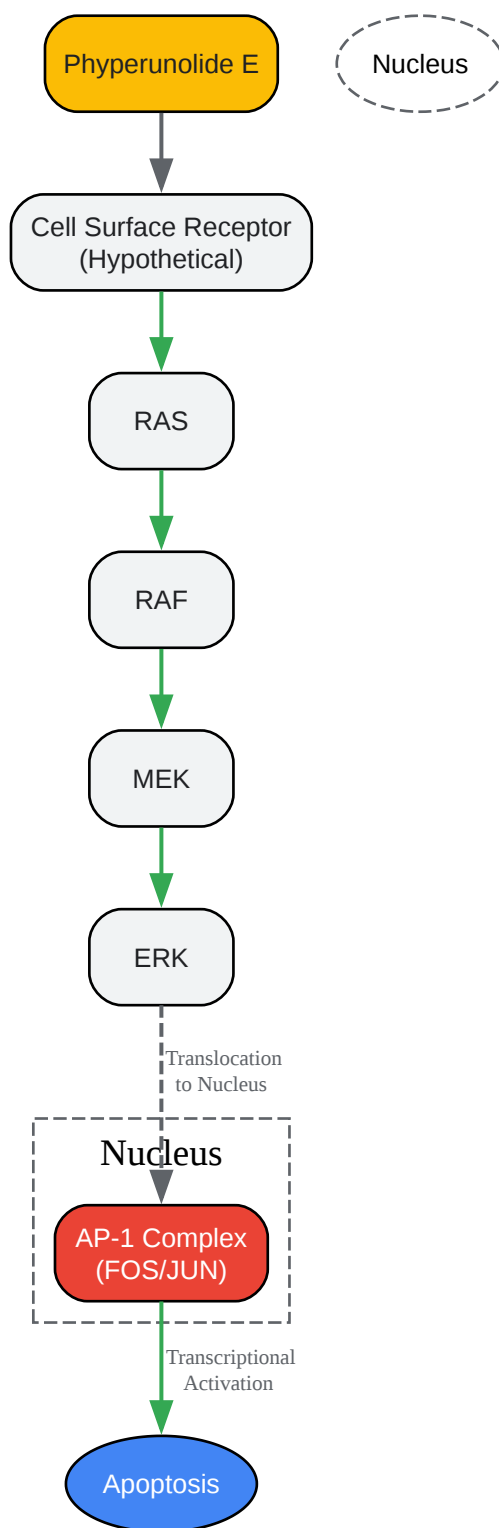 Phyperunolide E
Nucleus
Cell Surface Receptor
(Hypothetical)
RAS
RAF
MEK
ERK
Translocation
to Nucleus
Nucleus
AP-1 Complex
(FOS/JUN)
Transcriptional
Activation
Apoptosis